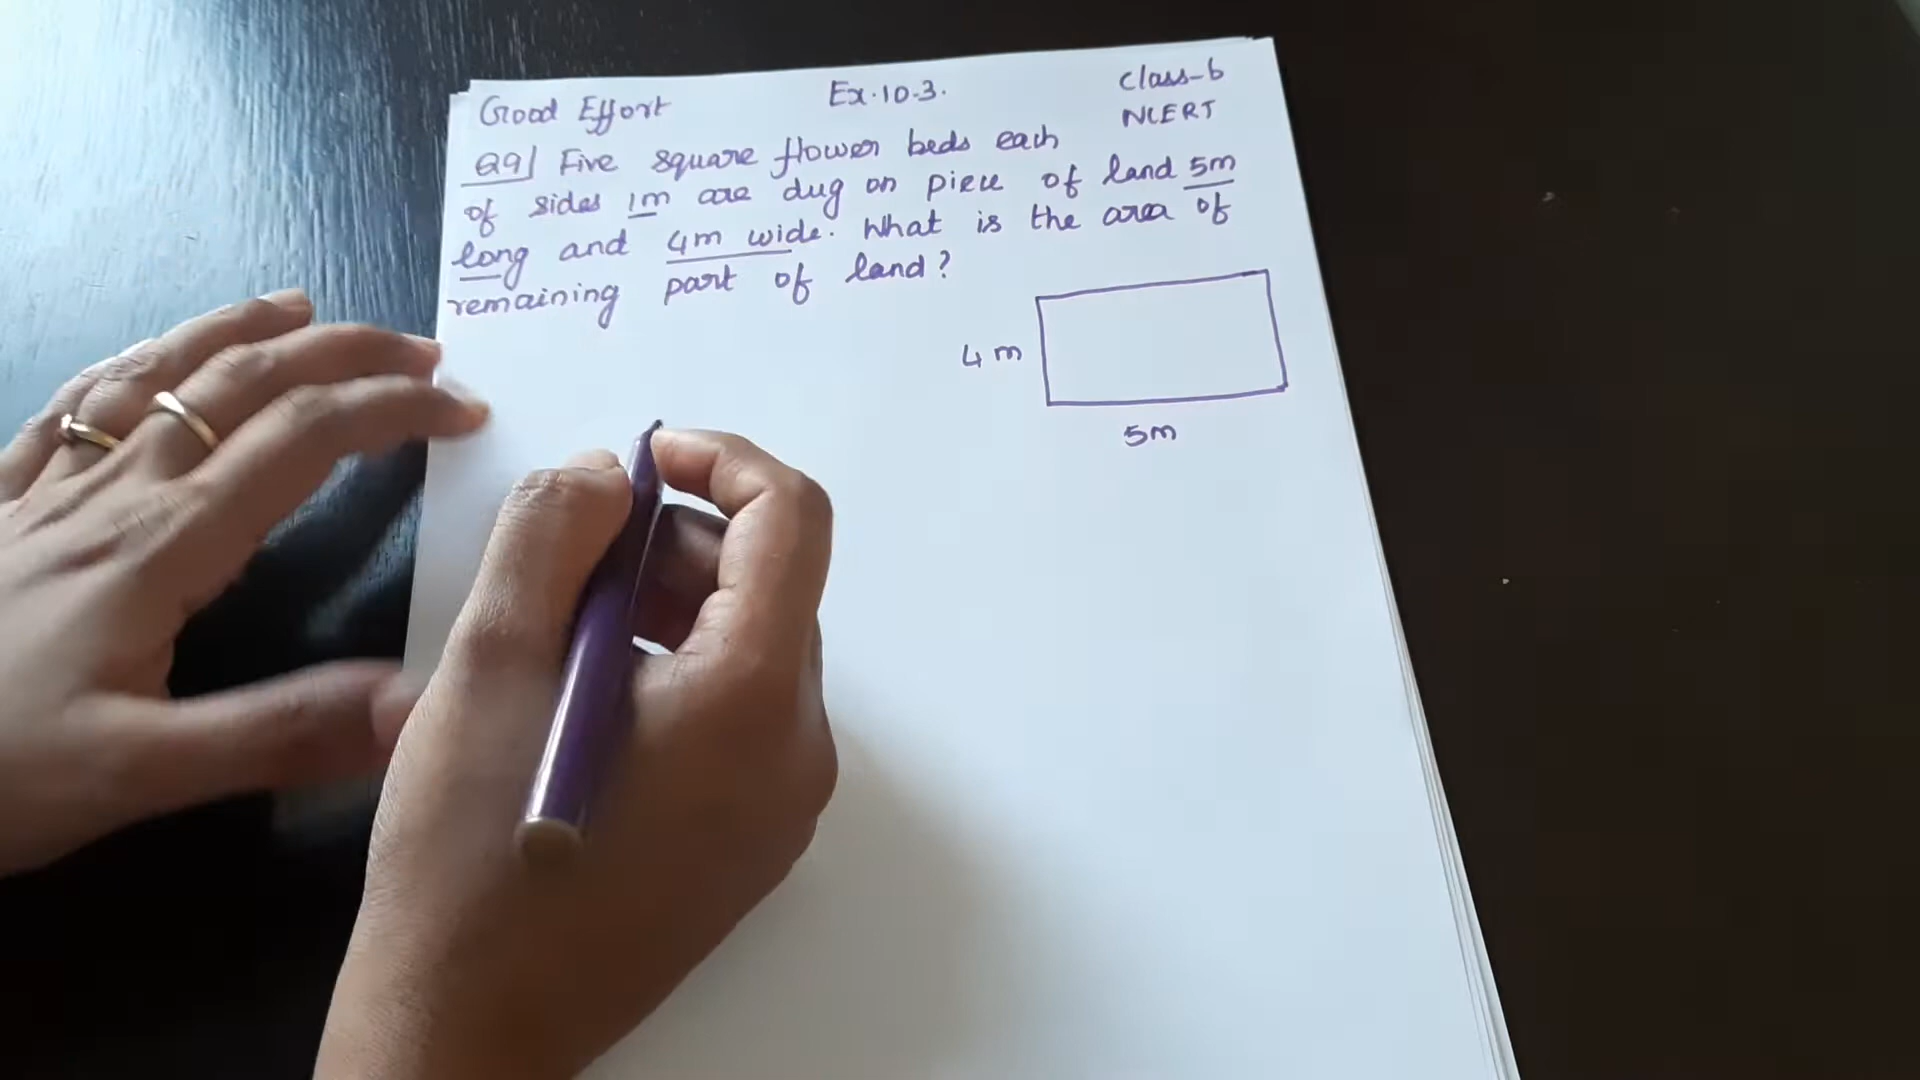 Good Effort Ex.10.3. Class-6
NCERT
Q9| Five square flower beds each
of sides 1m are dug on piece of land 5m
long and 4m wide. What is the area of
remaining part of land?
4 m
5m